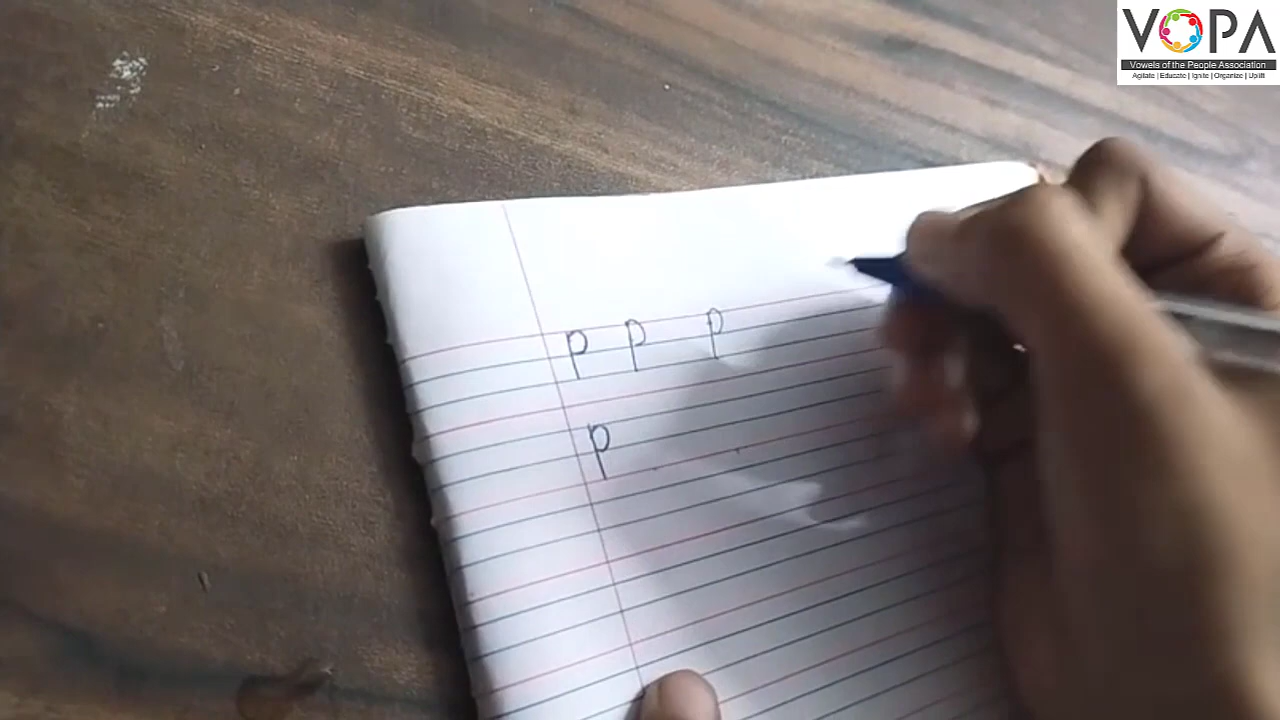 VOPA
Vowels of the People Association
Agitate | Educate | Ignite | Organize | Uplift
p p p
p